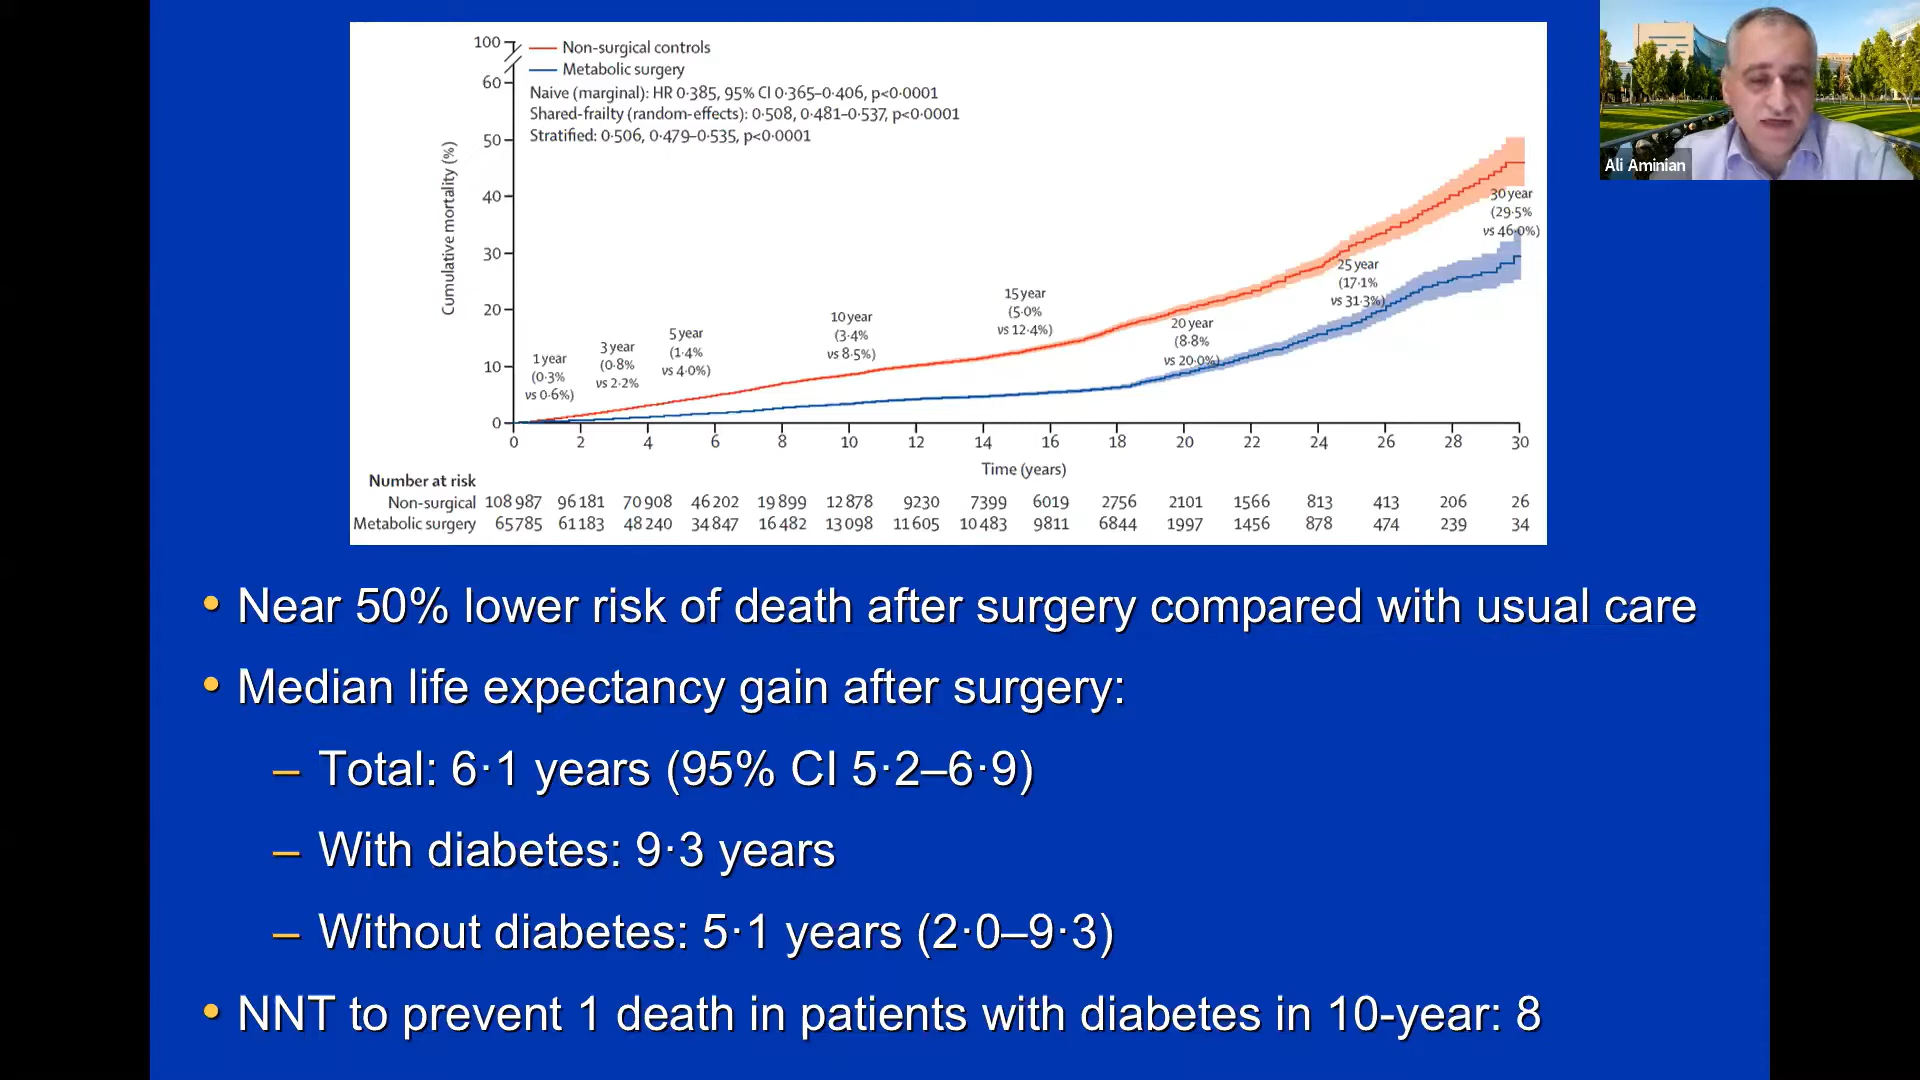 100
Non-surgical controls
Metabolic surgery
60
Naive (marginal): HR 0·385, 95% CI 0·365–0·406, p<0·0001
Shared-frailty (random-effects): 0·508, 0·481–0·537, p<0·0001
Stratified: 0·506, 0·479–0·535, p<0·0001
50
40
30
20
10
0
Cumulative mortality (%)
1 year
(0·3%
vs 0·6%)
3 year
(0·8%
vs 2·2%
5 year
(1·4%
vs 4·0%)
10 year
(3·4%
vs 8·5%)
15 year
(5·0%
vs 12·4%)
20 year
(8·8%
vs 20·0%)
25 year
(17·1%
vs 31·3%)
30 year
(29·5%
vs 46·0%)
0 2 4 6 8 10 12 14 16 18 20 22 24 26 28 30
Time (years)
Number at risk
Non-surgical 108 987 96 181 70 908 46 202 19 899 12 878 9230 7399 6019 2756 2101 1566 813 413 206 26
Metabolic surgery 65 785 61 183 48 240 34 847 16 482 13 098 11 605 10 483 9811 6844 1997 1456 878 474 239 34
Ali Aminian
• Near 50% lower risk of death after surgery compared with usual care
• Median life expectancy gain after surgery:
– Total: 6·1 years (95% CI 5·2–6·9)
– With diabetes: 9·3 years
– Without diabetes: 5·1 years (2·0–9·3)
• NNT to prevent 1 death in patients with diabetes in 10-year: 8